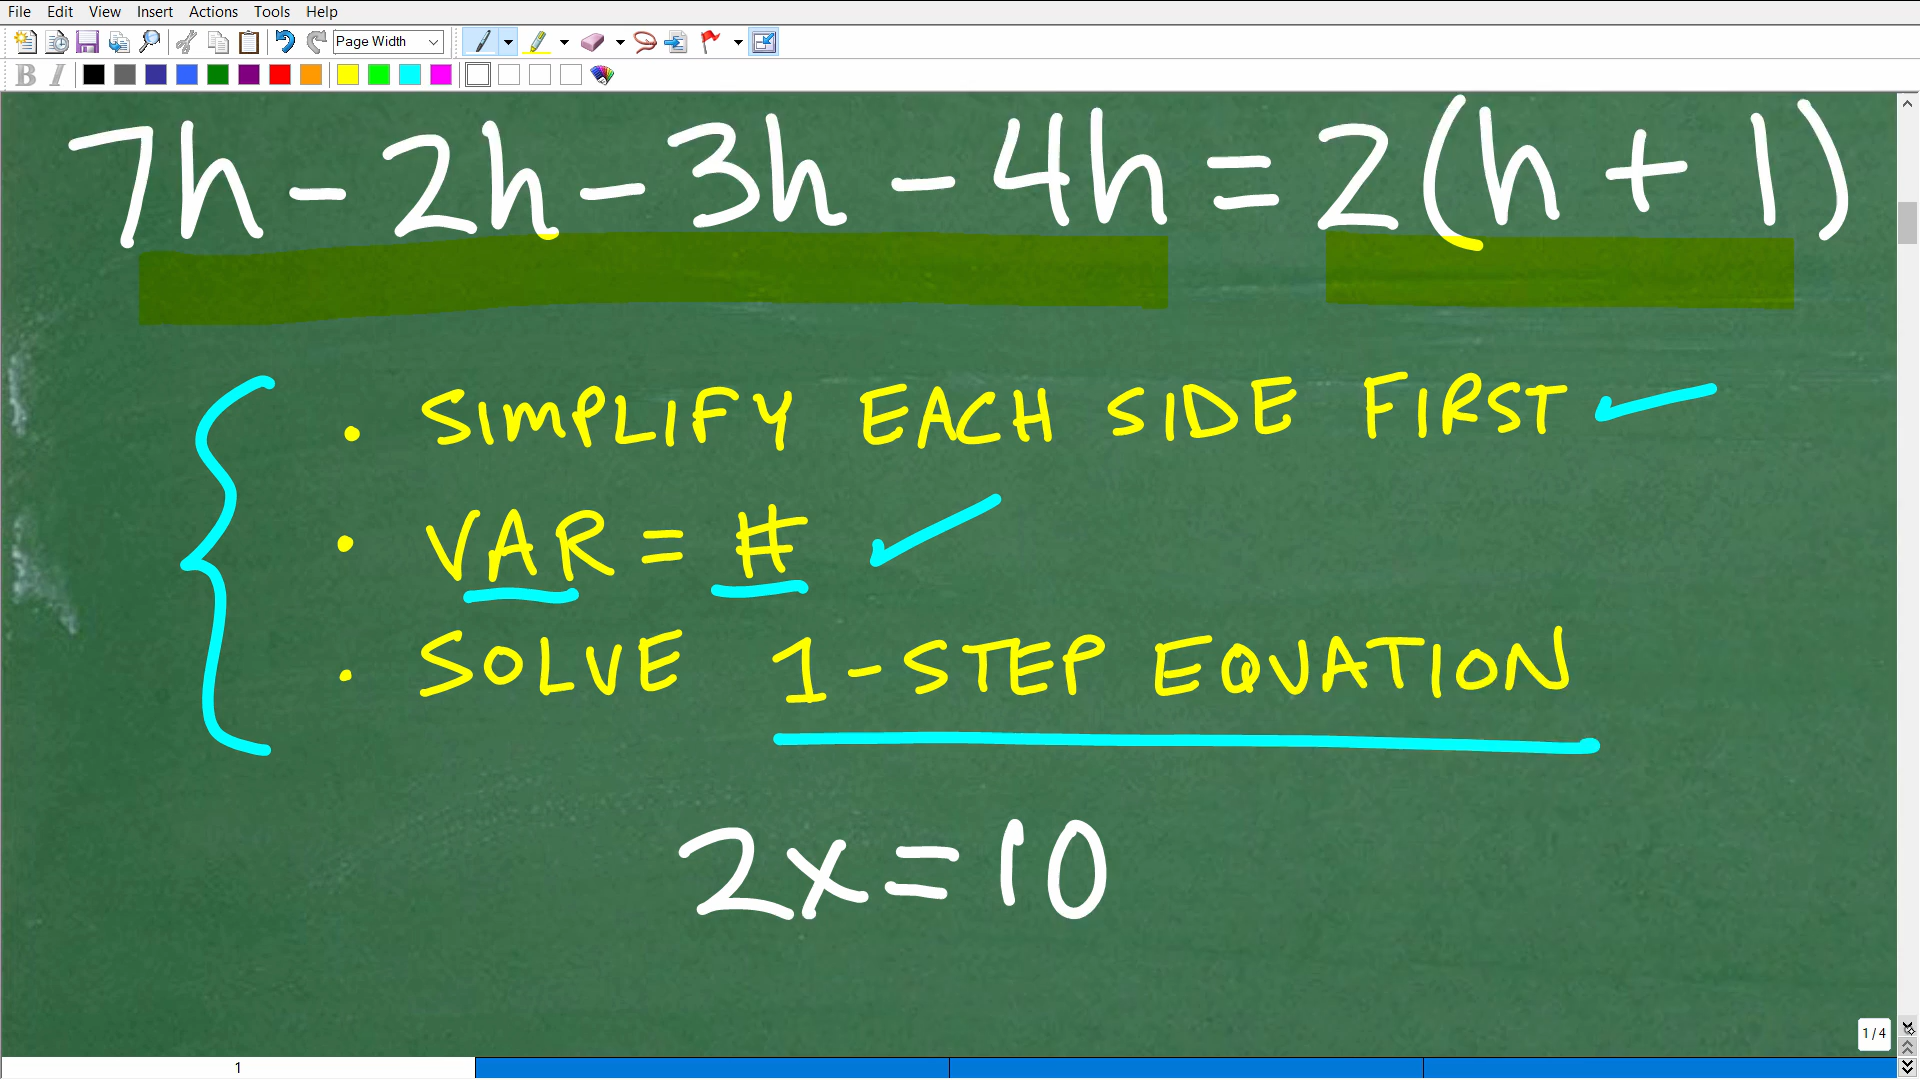 File Edit View Insert Actions Tools Help
Page Width
B I
7h - 2h - 3h - 4h = 2(h + 1)
. SIMPLIFY EACH SIDE FIRST
. VAR = #
. SOLVE 1-STEP EQUATION
2x = 10
1 / 4
1